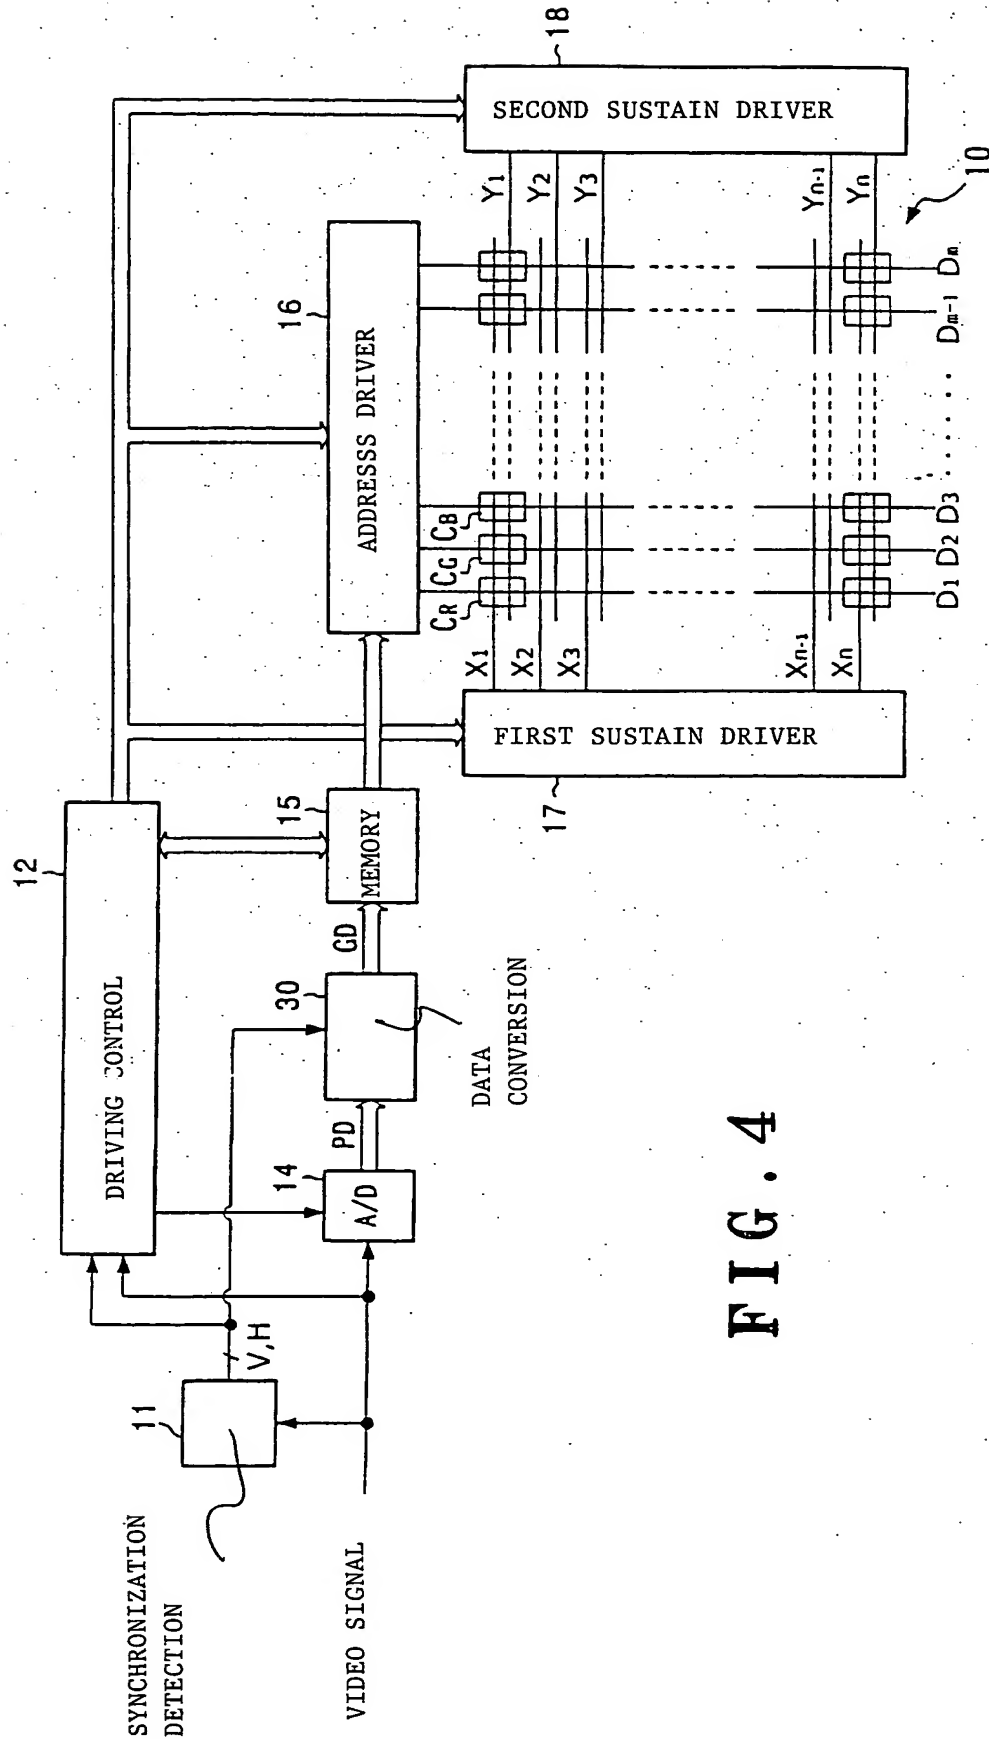 12
DRIVING CONTROL
SYNCHRONIZATION
DETECTION
11
V,H
VIDEO SIGNAL
14
A/D
PD
30
DATA
CONVERSION
GD
15
MEMORY
16
ADDRESSS DRIVER
17
FIRST SUSTAIN DRIVER
18
SECOND SUSTAIN DRIVER
CR
CG
CB
X1
X2
X3
Xn-1
Xn
Y1
Y2
Y3
Yn-1
Yn
D1
D2
D3
Dm-1
Dm
10
FIG. 4